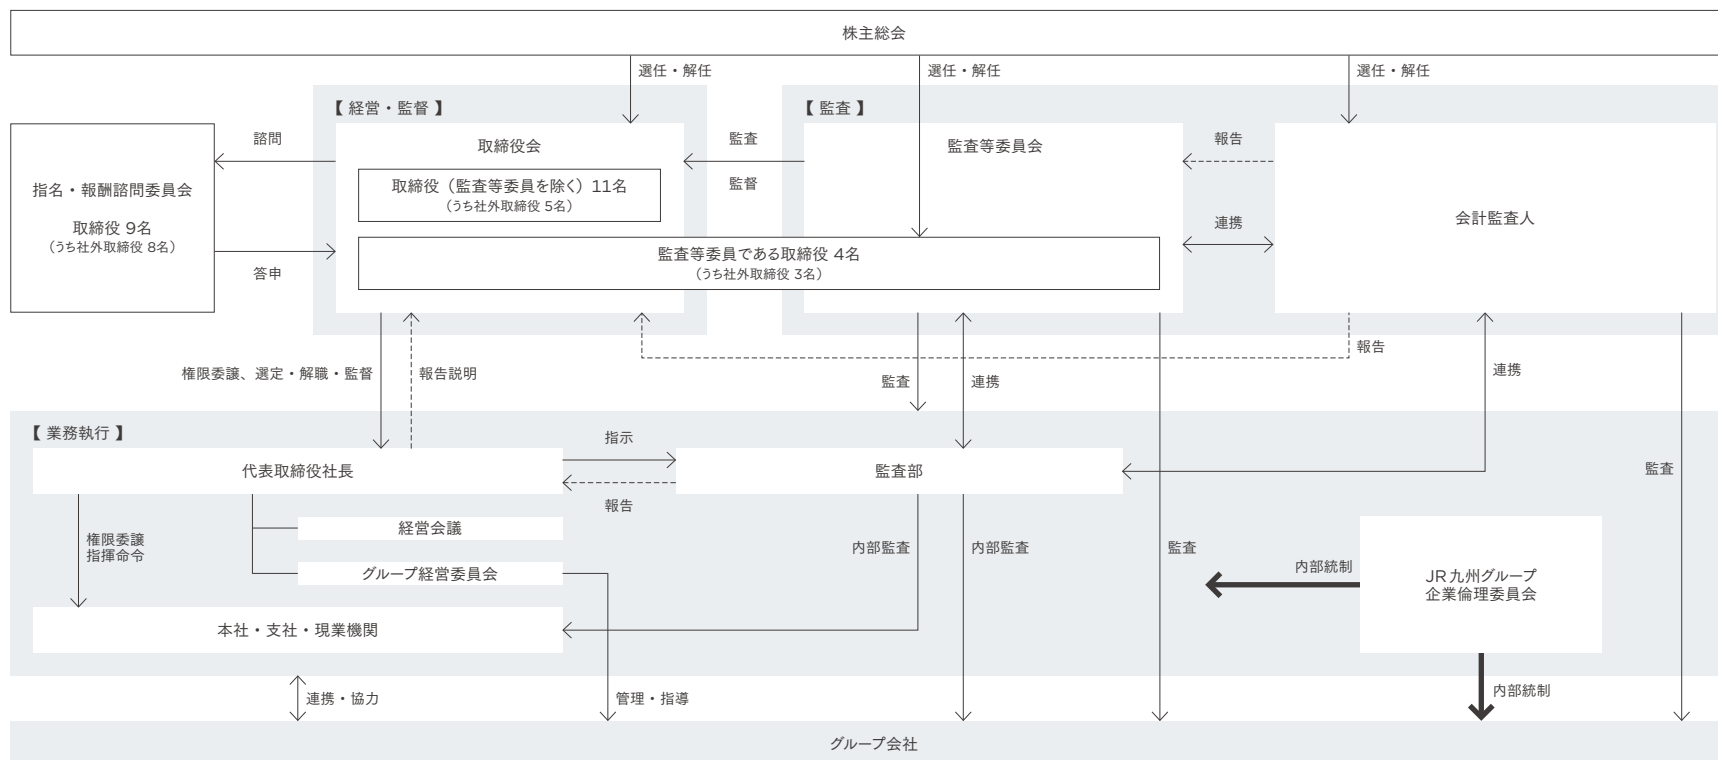 株主総会
選任・解任
選任・解任
選任・解任
【 経営・監督 】
【 監査 】
指名・報酬諮問委員会
取締役 9名
（うち社外取締役 8名）
諮問
答申
取締役会
取締役（監査等委員を除く）11名
（うち社外取締役 5名）
監査
監督
監査等委員会
監査等委員である取締役 4名
（うち社外取締役 3名）
報告
連携
会計監査人
権限委譲、選定・解職・監督
報告説明
監査
連携
報告
連携
【 業務執行 】
代表取締役社長
指示
報告
監査部
監査
権限委譲
指揮命令
経営会議
グループ経営委員会
内部監査
内部監査
監査
内部統制
JR九州グループ
企業倫理委員会
本社・支社・現業機関
連携・協力
管理・指導
内部統制
グループ会社